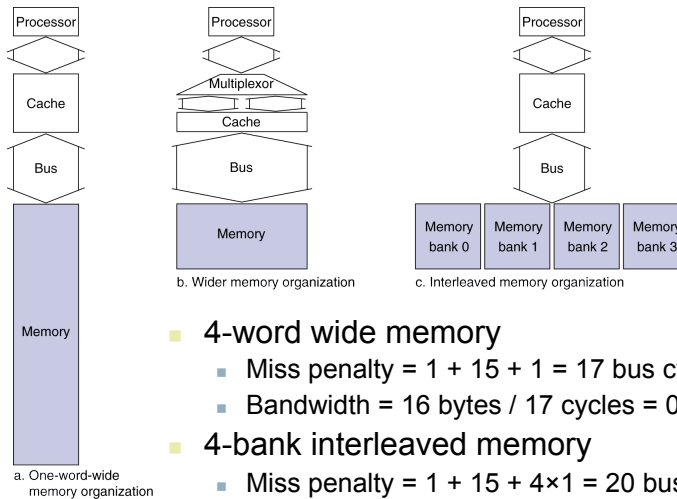 Processor
Cache
Bus
Memory
a. One-word-wide
memory organization
Processor
Multiplexor
Cache
Bus
Memory
b. Wider memory organization
Processor
Cache
Bus
Memory
bank 0
Memory
bank 1
Memory
bank 2
Memory
bank 3
c. Interleaved memory organization
4-word wide memory
Miss penalty = 1 + 15 + 1 = 17 bus
Bandwidth = 16 bytes / 17 cycles =
4-bank interleaved memory
Miss penalty = 1 + 15 + 4×1 = 20 bus